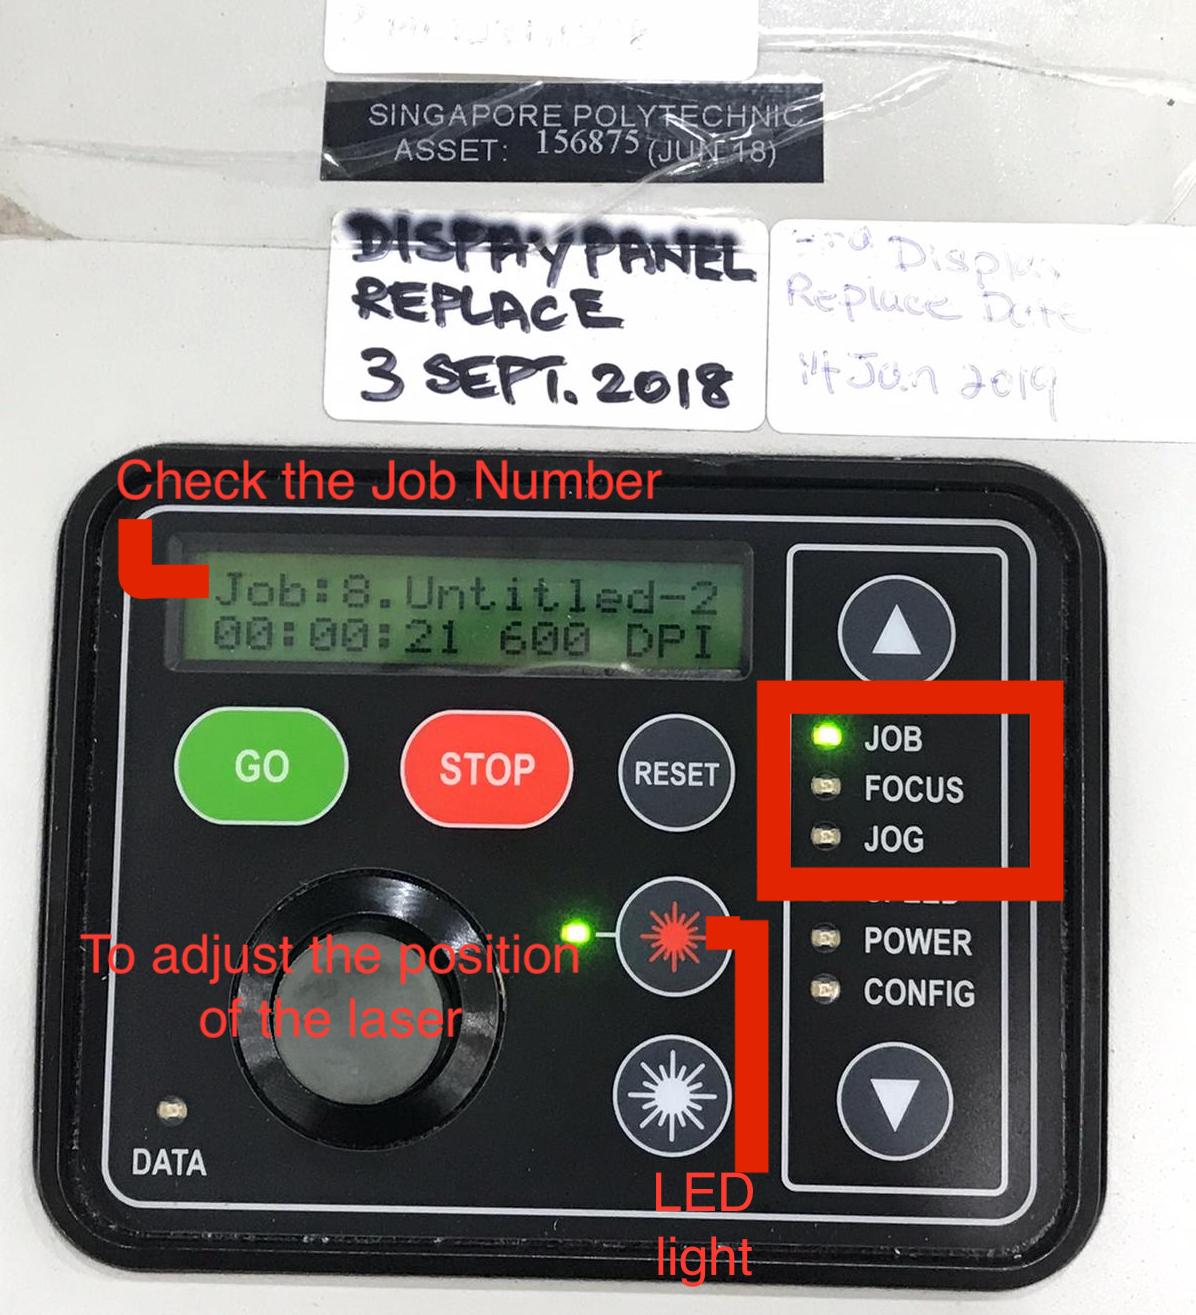 SINGAPORE POLYTECHNIC
ASSET: 156875 (JUN 18)
DISPAY PANEL
REPLACE
3 SEPT. 2018
Display
Replace Date
14 Jan 2019
Check the Job Number
Job:8.Untitled-2
00:00:21 600 DPI
GO
STOP
RESET
JOB
FOCUS
JOG
SPEED
POWER
CONFIG
To adjust the position
of the laser
DATA
LED
light